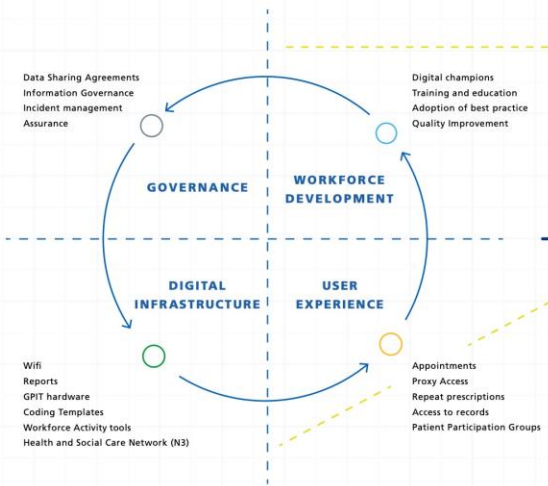 Data Sharing Agreements
Information Governance
Incident management
Assurance
Digital champions
Training and education
Adoption of best practice
Quality Improvement
GOVERNANCE
WORKFORCE
DEVELOPMENT
DIGITAL
INFRASTRUCTURE
USER
EXPERIENCE
Wifi
Reports
GPIT hardware
Coding Templates
Workforce Activity tools
Health and Social Care Network (N3)
Appointments
Proxy Access
Repeat prescriptions
Access to records
Patient Participation Groups